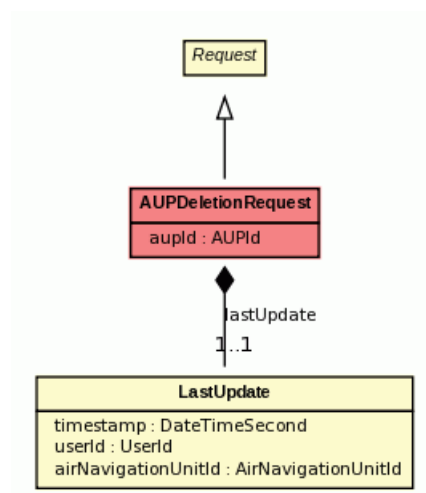 Request
AUPDeletionRequest
aupId : AUPId
lastUpdate
1..1
LastUpdate
timestamp : DateTimeSecond
userId : UserId
airNavigationUnitId : AirNavigationUnitId